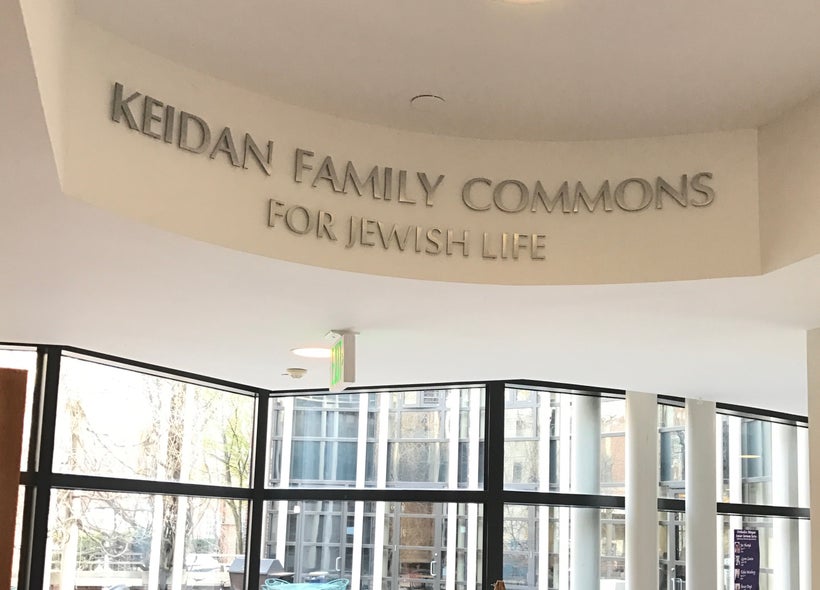 KEIDAN FAMILY COMMONS
FOR JEWISH LIFE